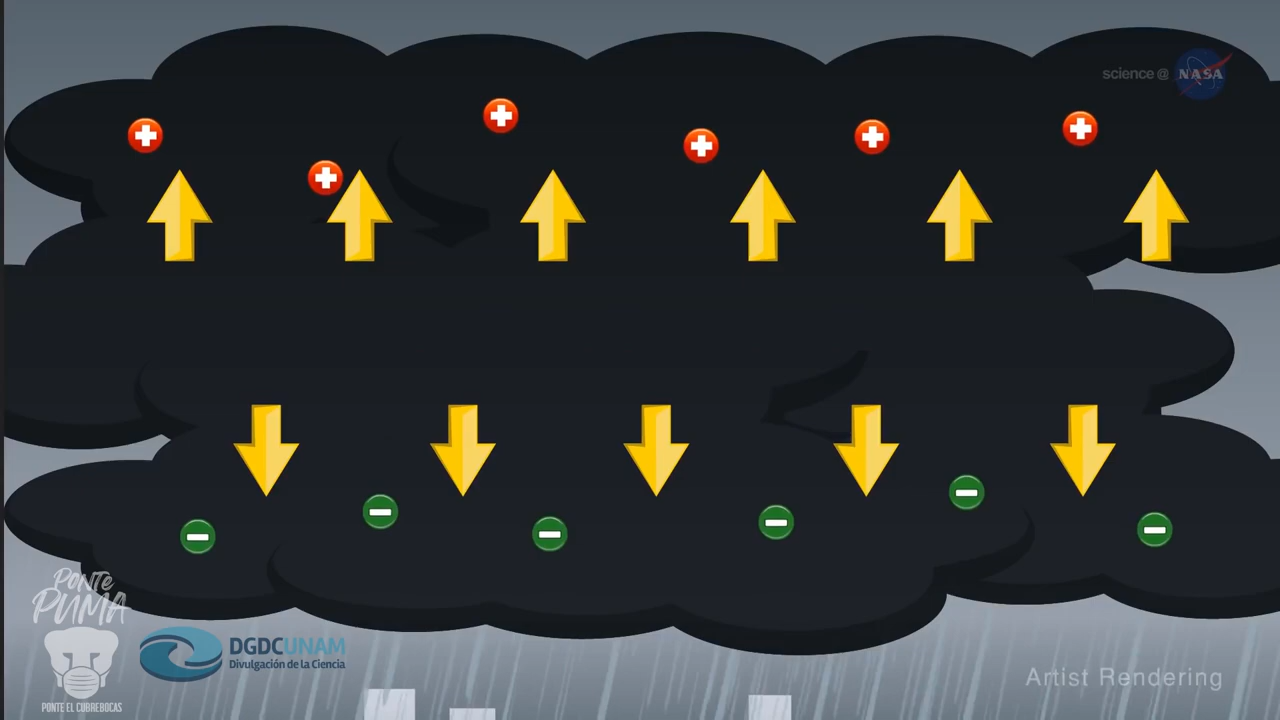 science @ NASA
PONTE
PUMA
DGDCUNAM
Divulgación de la Ciencia
Artist Rendering
PONTE EL CUBREBOCAS